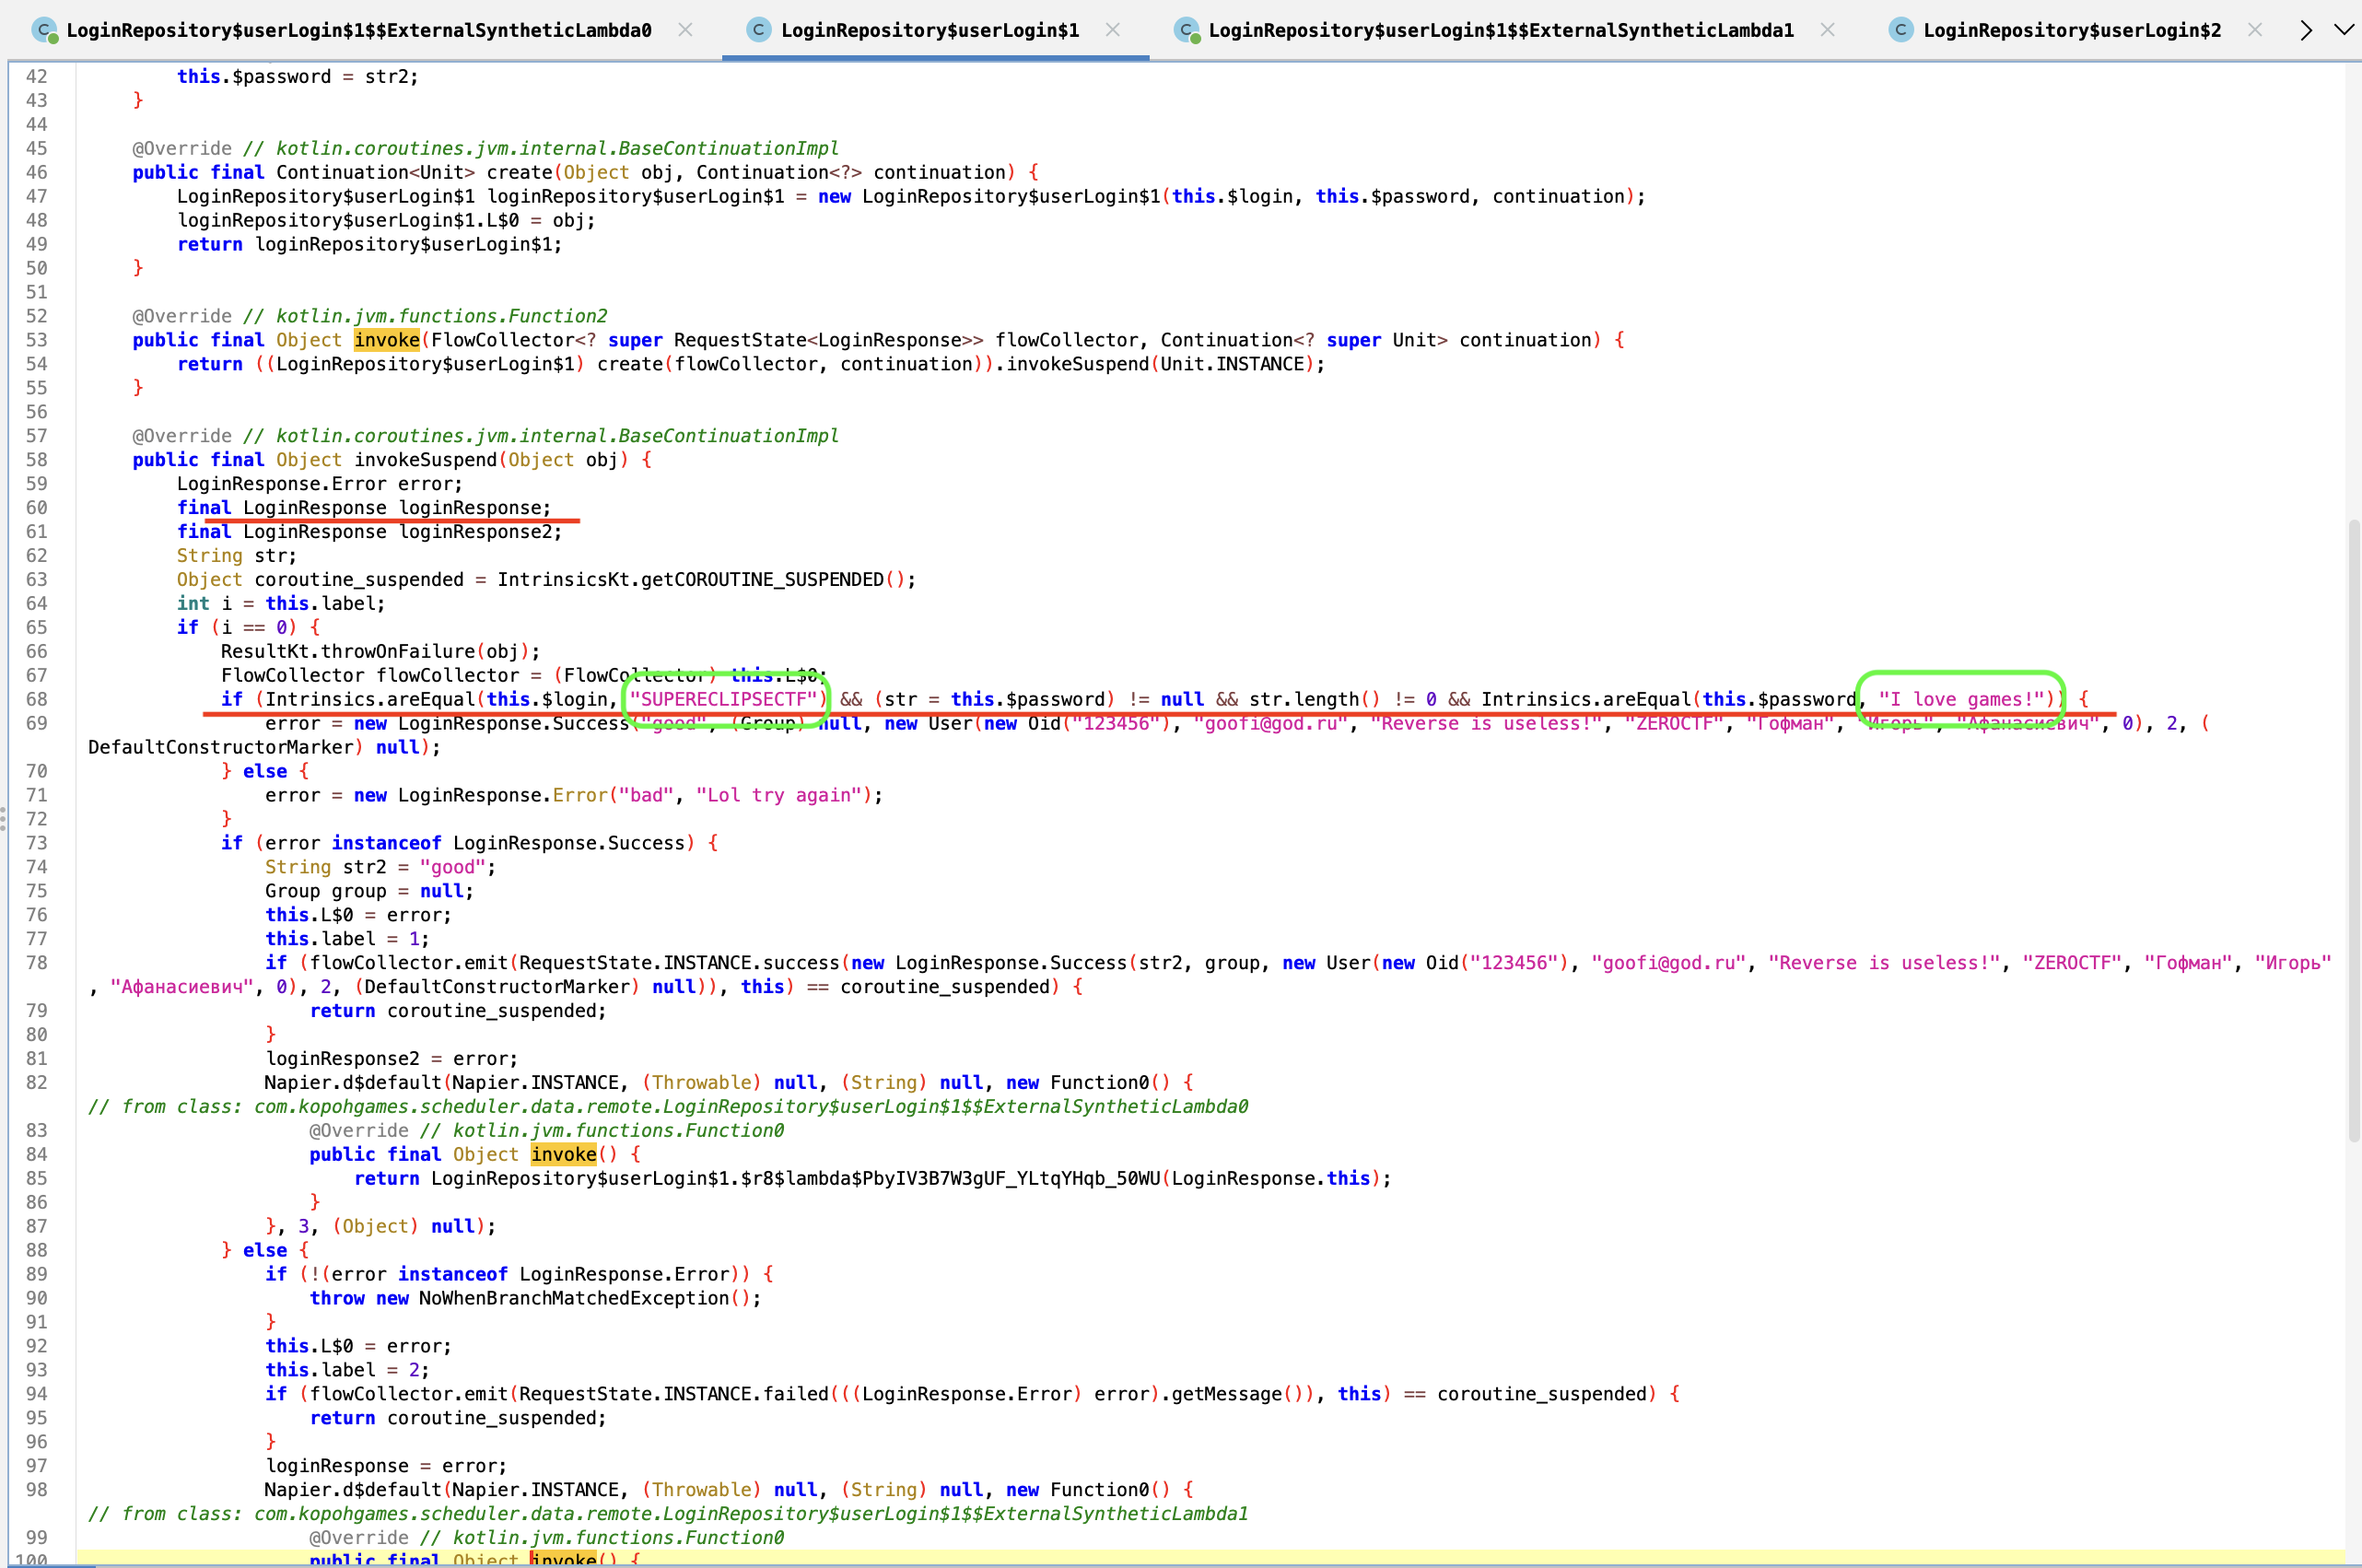 LoginRepository$userLogin$1$$ExternalSyntheticLambda0 LoginRepository$userLogin$1 LoginRepository$userLogin$1$$ExternalSyntheticLambda1 LoginRepository$userLogin$2
42 this.$password = str2;
43 }
44
45 @Override // kotlin.coroutines.jvm.internal.BaseContinuationImpl
46 public final Continuation<Unit> create(Object obj, Continuation<?> continuation) {
47 LoginRepository$userLogin$1 loginRepository$userLogin$1 = new LoginRepository$userLogin$1(this.$login, this.$password, continuation);
48 loginRepository$userLogin$1.L$0 = obj;
49 return loginRepository$userLogin$1;
50 }
51
52 @Override // kotlin.jvm.functions.Function2
53 public final Object invoke(FlowCollector<? super RequestState<LoginResponse>> flowCollector, Continuation<? super Unit> continuation) {
54 return ((LoginRepository$userLogin$1) create(flowCollector, continuation)).invokeSuspend(Unit.INSTANCE);
55 }
56
57 @Override // kotlin.coroutines.jvm.internal.BaseContinuationImpl
58 public final Object invokeSuspend(Object obj) {
59 LoginResponse.Error error;
60 final LoginResponse loginResponse;
61 final LoginResponse loginResponse2;
62 String str;
63 Object coroutine_suspended = IntrinsicsKt.getCOROUTINE_SUSPENDED();
64 int i = this.label;
65 if (i == 0) {
66 ResultKt.throwOnFailure(obj);
67 FlowCollector flowCollector = (FlowCollector) this.L$0;
68 if (Intrinsics.areEqual(this.$login, "SUPERECLIPSECTF") && (str = this.$password) != null && str.length() != 0 && Intrinsics.areEqual(this.$password, "I love games!")) {
69 error = new LoginResponse.Success("good", (Group) null, new User(new Oid("123456"), "goofi@god.ru", "Reverse is useless!", "ZEROCTF", "Гофман", "Игорь", "Афанасиевич", 0), 2, (
DefaultConstructorMarker) null);
70 } else {
71 error = new LoginResponse.Error("bad", "Lol try again");
72 }
73 if (error instanceof LoginResponse.Success) {
74 String str2 = "good";
75 Group group = null;
76 this.L$0 = error;
77 this.label = 1;
78 if (flowCollector.emit(RequestState.INSTANCE.success(new LoginResponse.Success(str2, group, new User(new Oid("123456"), "goofi@god.ru", "Reverse is useless!", "ZEROCTF", "Гофман", "Игорь"
, "Афанасиевич", 0), 2, (DefaultConstructorMarker) null)), this) == coroutine_suspended) {
79 return coroutine_suspended;
80 }
81 loginResponse2 = error;
82 Napier.d$default(Napier.INSTANCE, (Throwable) null, (String) null, new Function0() {
// from class: com.kopohgames.scheduler.data.remote.LoginRepository$userLogin$1$$ExternalSyntheticLambda0
83 @Override // kotlin.jvm.functions.Function0
84 public final Object invoke() {
85 return LoginRepository$userLogin$1.$r8$lambda$PbyIV3B7W3gUF_YLtqYHqb_50WU(LoginResponse.this);
86 }
87 }, 3, (Object) null);
88 } else {
89 if (!(error instanceof LoginResponse.Error)) {
90 throw new NoWhenBranchMatchedException();
91 }
92 this.L$0 = error;
93 this.label = 2;
94 if (flowCollector.emit(RequestState.INSTANCE.failed(((LoginResponse.Error) error).getMessage()), this) == coroutine_suspended) {
95 return coroutine_suspended;
96 }
97 loginResponse = error;
98 Napier.d$default(Napier.INSTANCE, (Throwable) null, (String) null, new Function0() {
// from class: com.kopohgames.scheduler.data.remote.LoginRepository$userLogin$1$$ExternalSyntheticLambda1
99 @Override // kotlin.jvm.functions.Function0
100 public final Object invoke() {